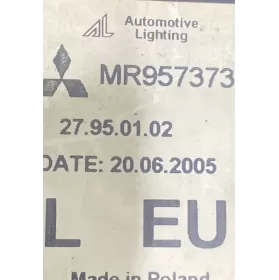 Automotive
Lighting
MR957373
27.95.01.02
DATE: 20.06.2005
L EU
Made in Poland